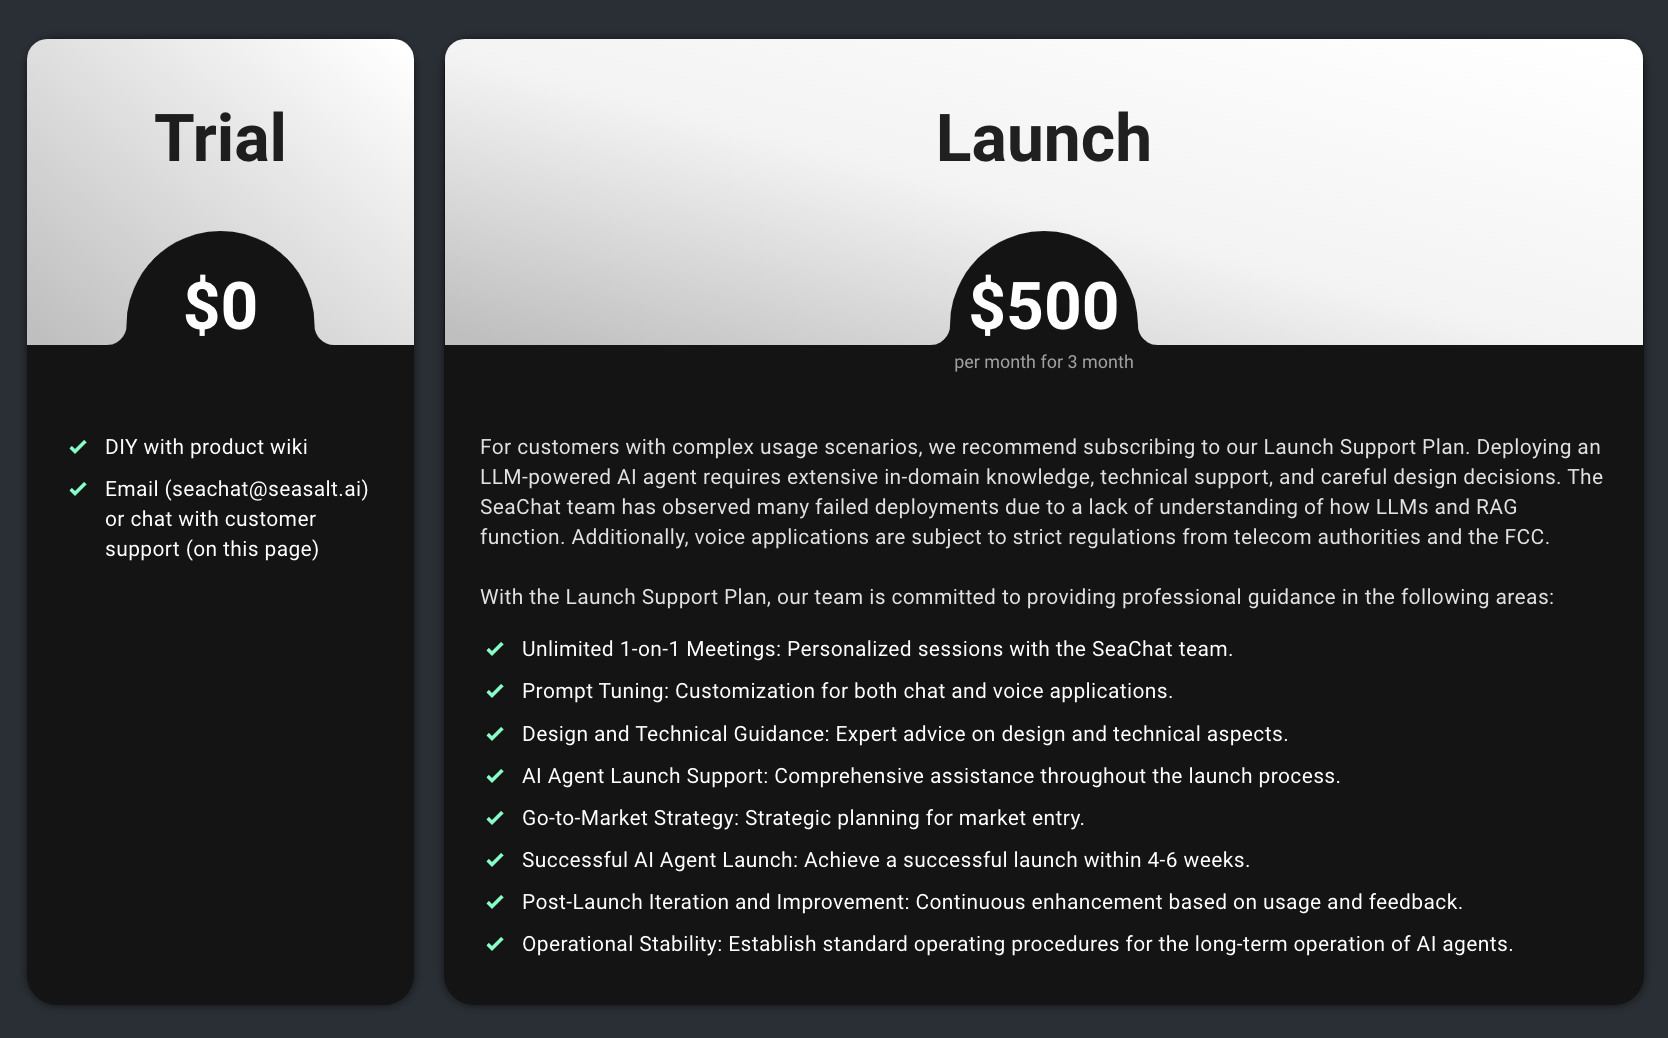 Trial
$0
DIY with product wiki
Email (seachat@seasalt.ai)
or chat with customer
support (on this page)
Launch
$500
per month for 3 month
For customers with complex usage scenarios, we recommend subscribing to our Launch Support Plan. Deploying an
LLM-powered AI agent requires extensive in-domain knowledge, technical support, and careful design decisions. The
SeaChat team has observed many failed deployments due to a lack of understanding of how LLMs and RAG
function. Additionally, voice applications are subject to strict regulations from telecom authorities and the FCC.
With the Launch Support Plan, our team is committed to providing professional guidance in the following areas:
Unlimited 1-on-1 Meetings: Personalized sessions with the SeaChat team.
Prompt Tuning: Customization for both chat and voice applications.
Design and Technical Guidance: Expert advice on design and technical aspects.
AI Agent Launch Support: Comprehensive assistance throughout the launch process.
Go-to-Market Strategy: Strategic planning for market entry.
Successful AI Agent Launch: Achieve a successful launch within 4-6 weeks.
Post-Launch Iteration and Improvement: Continuous enhancement based on usage and feedback.
Operational Stability: Establish standard operating procedures for the long-term operation of AI agents.